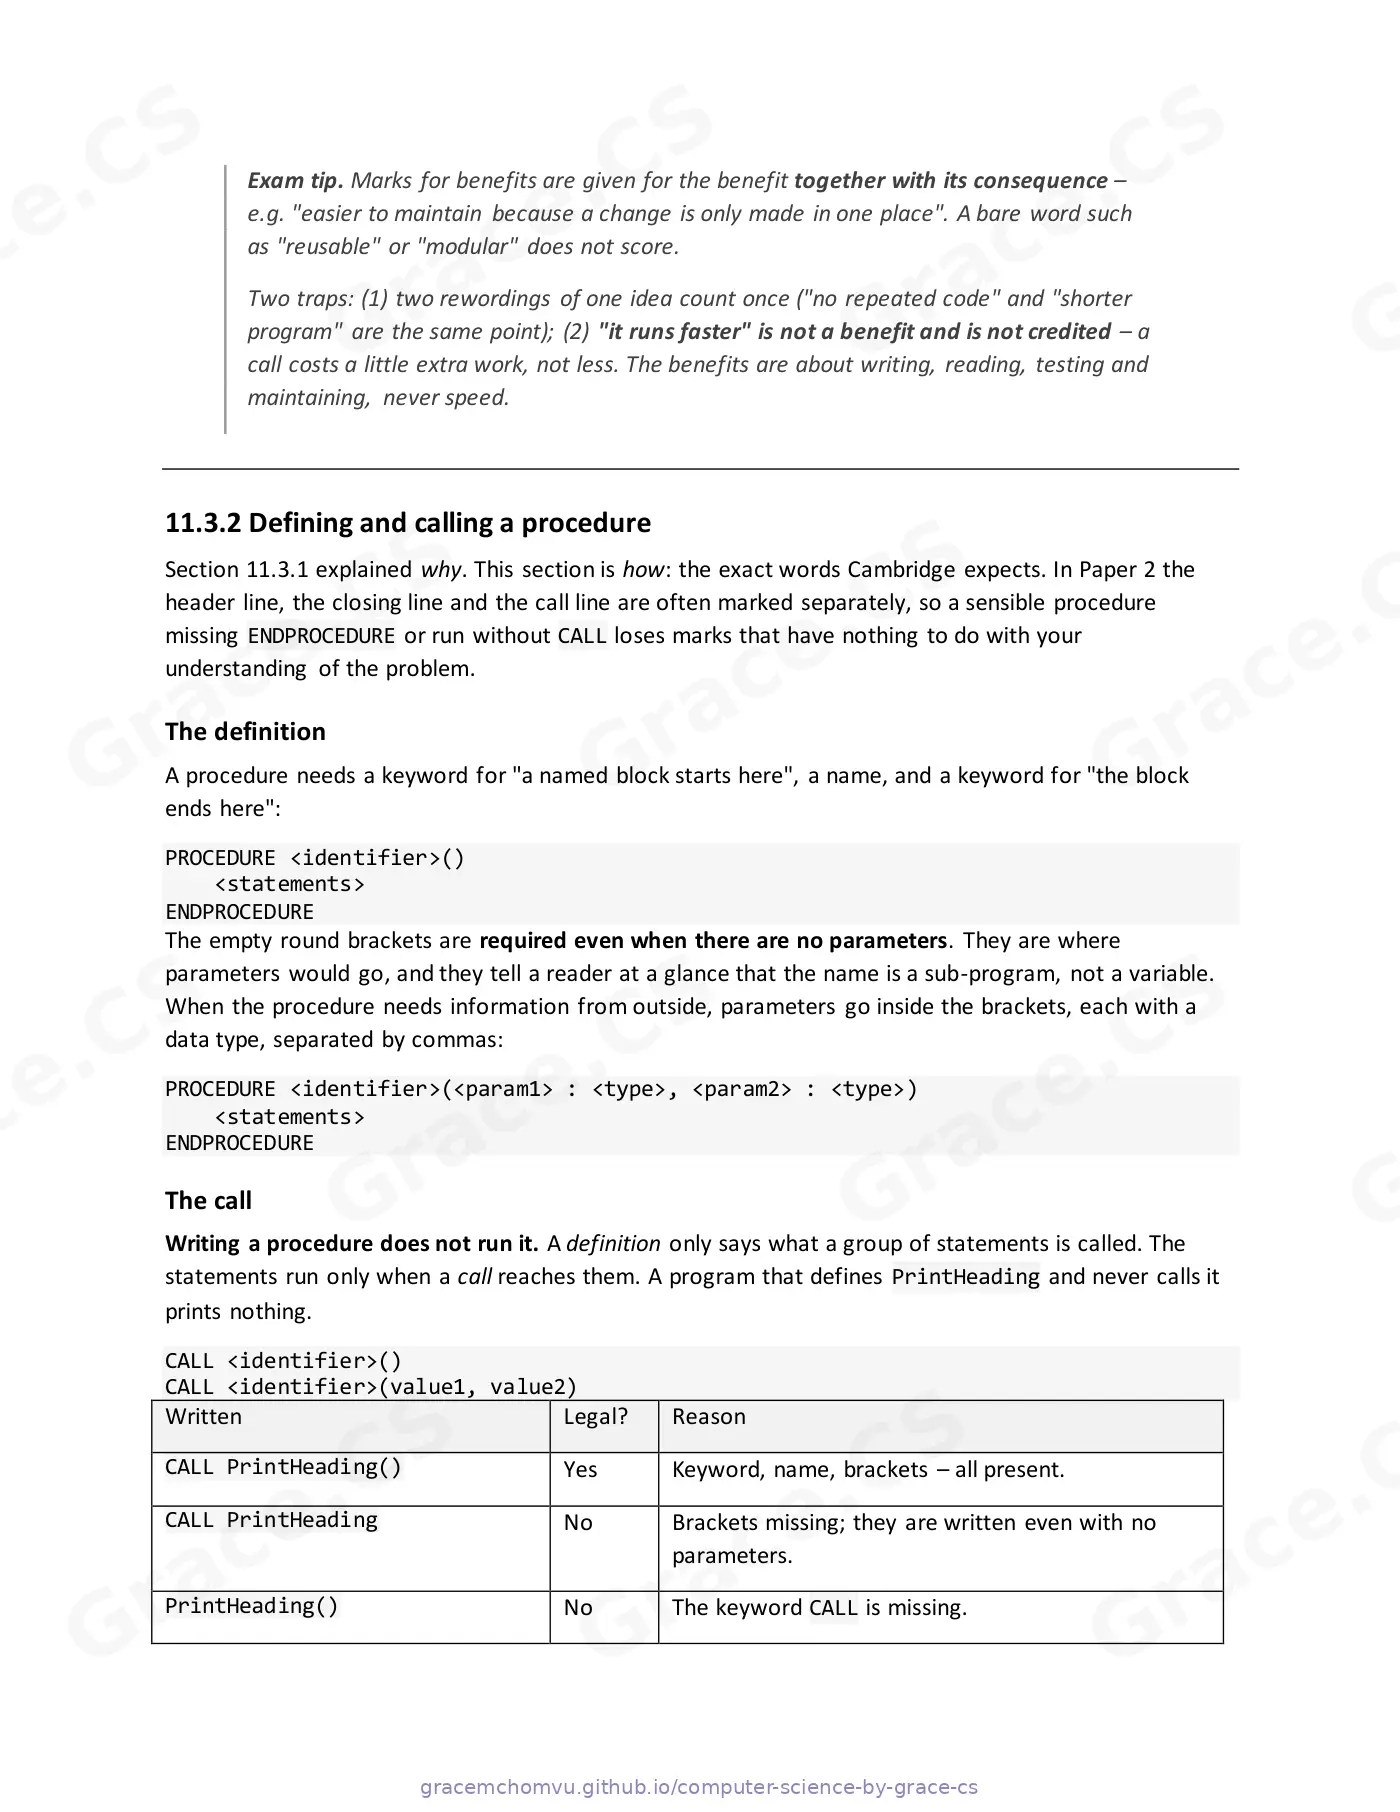 Exam tip. Marks for benefits are given for the benefit together with its consequence –
e.g. "easier to maintain because a change is only made in one place". A bare word such
as "reusable" or "modular" does not score.
Two traps: (1) two rewordings of one idea count once ("no repeated code" and "shorter
program" are the same point); (2) "it runs faster" is not a benefit and is not credited – a
call costs a little extra work, not less. The benefits are about writing, reading, testing and
maintaining, never speed.
11.3.2 Defining and calling a procedure
Section 11.3.1 explained why. This section is how: the exact words Cambridge expects. In Paper 2 the
header line, the closing line and the call line are often marked separately, so a sensible procedure
missing ENDPROCEDURE or run without CALL loses marks that have nothing to do with your
understanding of the problem.
The definition
A procedure needs a keyword for "a named block starts here", a name, and a keyword for "the block
ends here":
PROCEDURE <identifier>()
    <statements>
ENDPROCEDURE
The empty round brackets are required even when there are no parameters. They are where
parameters would go, and they tell a reader at a glance that the name is a sub-program, not a variable.
When the procedure needs information from outside, parameters go inside the brackets, each with a
data type, separated by commas:
PROCEDURE <identifier>(<param1> : <type>, <param2> : <type>)
    <statements>
ENDPROCEDURE
The call
Writing a procedure does not run it. A definition only says what a group of statements is called. The
statements run only when a call reaches them. A program that defines PrintHeading and never calls it
prints nothing.
CALL <identifier>()
CALL <identifier>(value1, value2)
Written Legal? Reason
CALL PrintHeading() Yes Keyword, name, brackets – all present.
CALL PrintHeading No Brackets missing; they are written even with no
parameters.
PrintHeading() No The keyword CALL is missing.
gracemchomvu.github.io/computer-science-by-grace-cs
Grace.CS